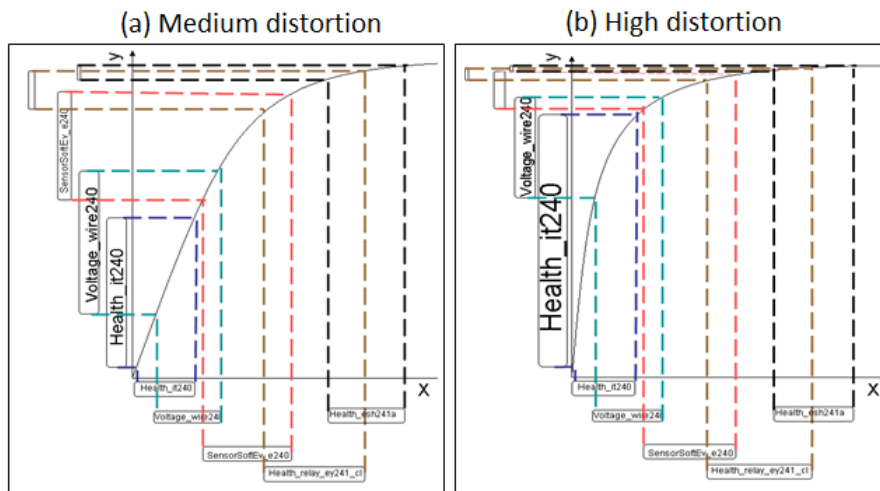 (a) Medium distortion
(b) High distortion
y
SensorSoftEv_e240
Voltage_wire240
Health_it240
x
Health_it240
Voltage_wire24
Health_esh241a
SensorSoftEv_e240
Health_relay_ey241_cl
y
Voltage_wire240
Health_it240
x
Health_it240
Voltage_wire24
Health_esh241a
SensorSoftEv_e240
Health_relay_ey241_cl